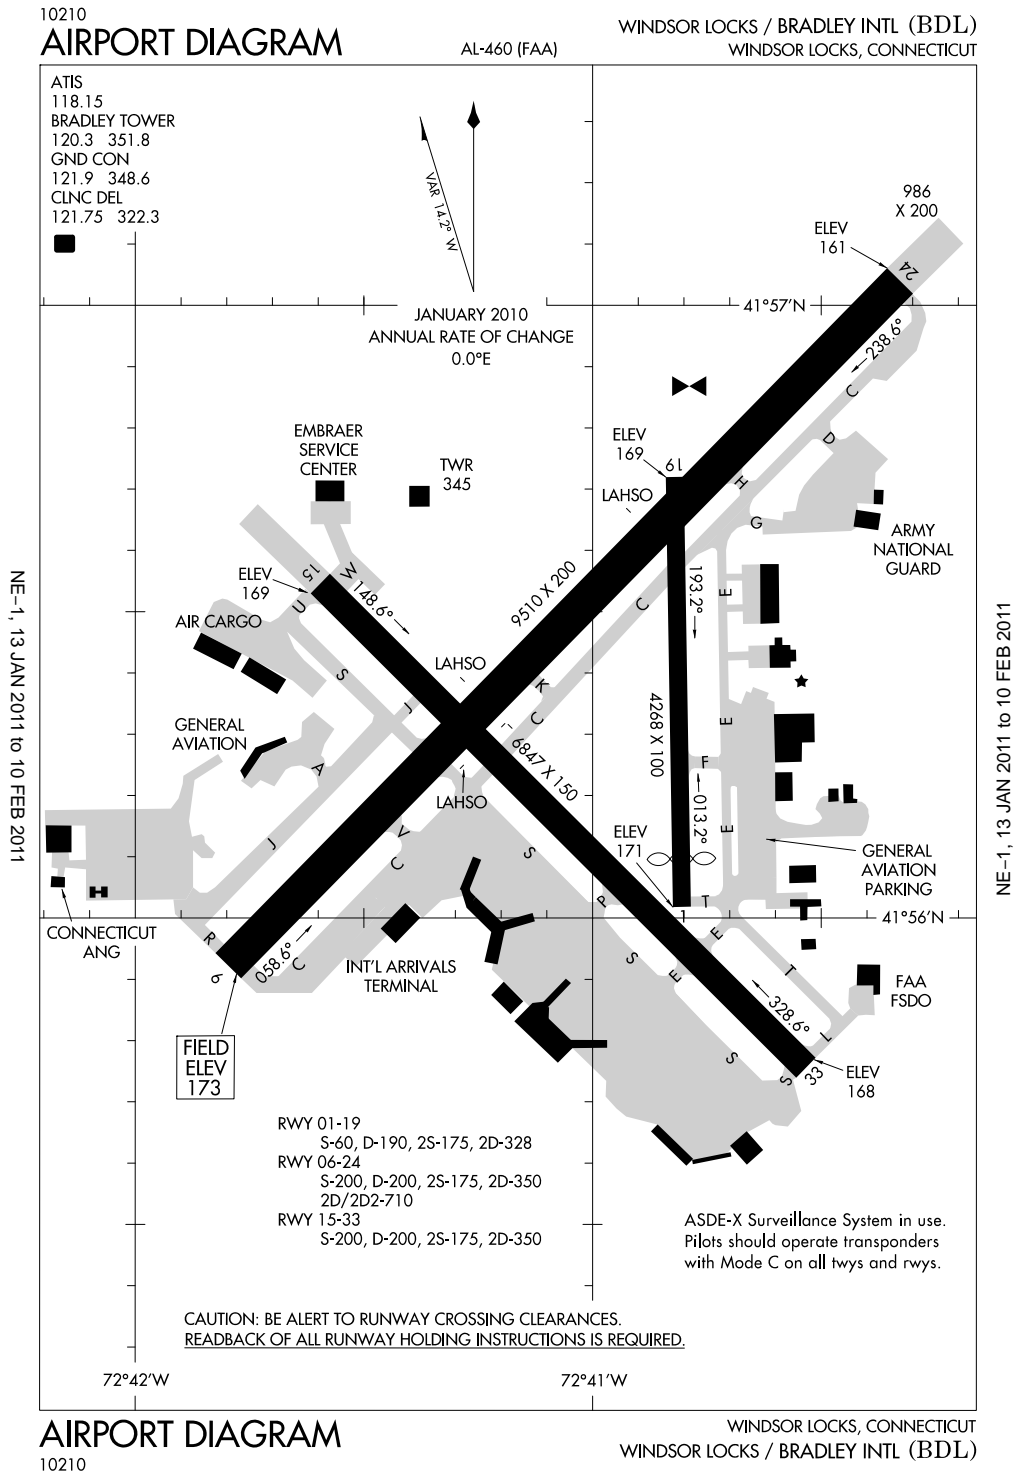 10210
AIRPORT DIAGRAM
AL-460 (FAA)
WINDSOR LOCKS / BRADLEY INTL (BDL)
WINDSOR LOCKS, CONNECTICUT
ATIS
118.15
BRADLEY TOWER
120.3 351.8
GND CON
121.9 348.6
CLNC DEL
121.75 322.3
VAR 14.2° W
JANUARY 2010
ANNUAL RATE OF CHANGE
0.0°E
986
X 200
ELEV
161
24
41°57'N
238.6°
C
D
EMBRAER
SERVICE
CENTER
TWR
345
ELEV
169
19
LAHSO
H
G
ARMY
NATIONAL
GUARD
ELEV
169
15
W
148.6°
U
AIR CARGO
9510 X 200
193.2°
C
E
LAHSO
S
J
K
C
4268 X 100
E
GENERAL
AVIATION
A
6847 X 150
F
LAHSO
013.2°
V
C
J
S
ELEV
171
E
GENERAL
AVIATION
PARKING
P
T
41°56'N
CONNECTICUT
ANG
R
6
058.6°
C
INT'L ARRIVALS
TERMINAL
S
E
E
T
328.6°
FAA
FSDO
FIELD
ELEV
173
L
S
S
33
ELEV
168
RWY 01-19
S-60, D-190, 2S-175, 2D-328
RWY 06-24
S-200, D-200, 2S-175, 2D-350
2D/2D2-710
RWY 15-33
S-200, D-200, 2S-175, 2D-350
ASDE-X Surveillance System in use.
Pilots should operate transponders
with Mode C on all twys and rwys.
CAUTION: BE ALERT TO RUNWAY CROSSING CLEARANCES.
READBACK OF ALL RUNWAY HOLDING INSTRUCTIONS IS REQUIRED.
72°42'W
72°41'W
NE-1, 13 JAN 2011 to 10 FEB 2011
NE-1, 13 JAN 2011 to 10 FEB 2011
AIRPORT DIAGRAM
10210
WINDSOR LOCKS, CONNECTICUT
WINDSOR LOCKS / BRADLEY INTL (BDL)